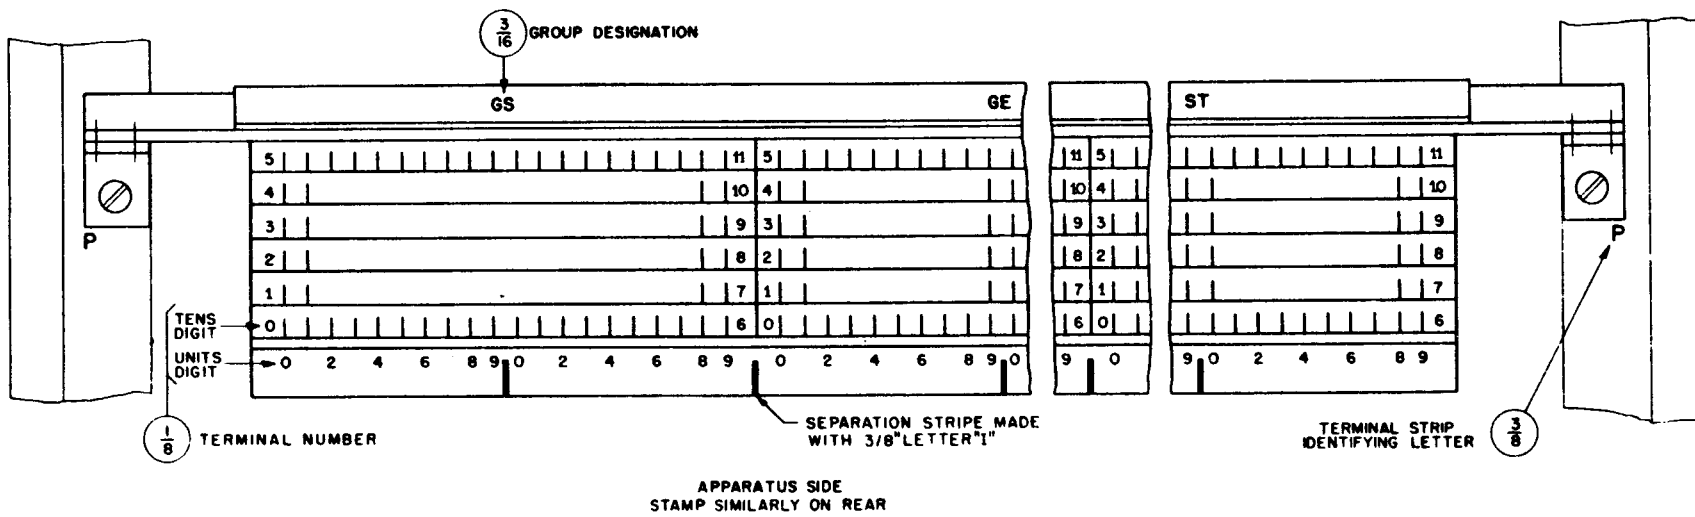 3/16 GROUP DESIGNATION
GS GE ST
5 11 5 11 5 11
4 10 4 10 4 10
P 3 9 3 9 3 9 P
2 8 2 8 2 8
1 7 1 7 1 7
TENS DIGIT 0 6 0 6 0 6
UNITS DIGIT 0 2 4 6 8 9 0 2 4 6 8 9 0 2 4 6 8 9 0 9 0 9 0 2 4 6 8 9
1/8 TERMINAL NUMBER
SEPARATION STRIPE MADE
WITH 3/8" LETTER "I"
TERMINAL STRIP
IDENTIFYING LETTER
3/8
APPARATUS SIDE
STAMP SIMILARLY ON REAR